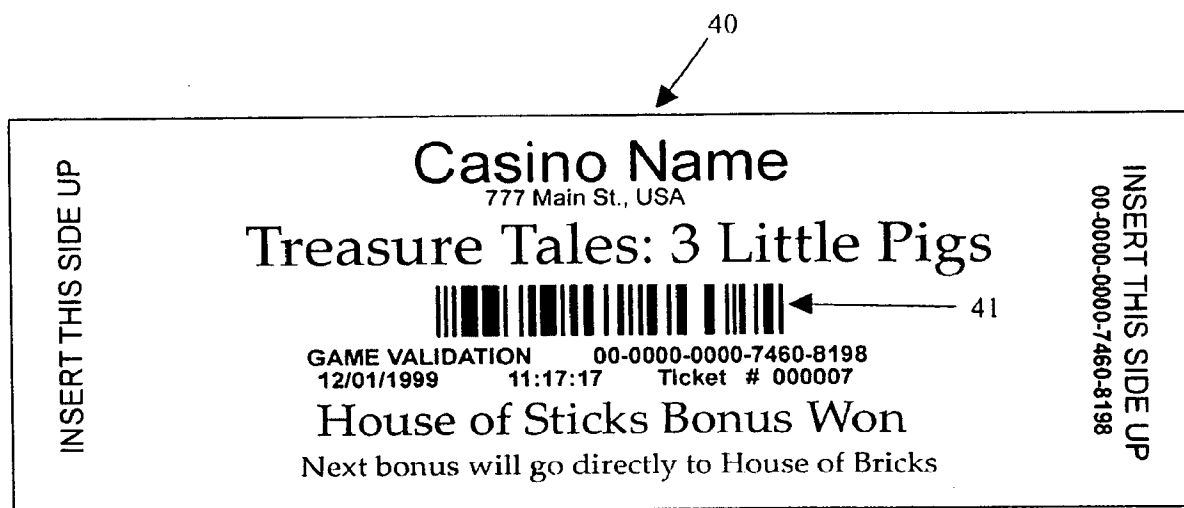 40
Casino Name
777 Main St., USA
Treasure Tales: 3 Little Pigs
41
GAME VALIDATION 00-0000-0000-7460-8198
12/01/1999 11:17:17 Ticket # 000007
House of Sticks Bonus Won
Next bonus will go directly to House of Bricks
INSERT THIS SIDE UP
INSERT THIS SIDE UP
00-0000-0000-7460-8198